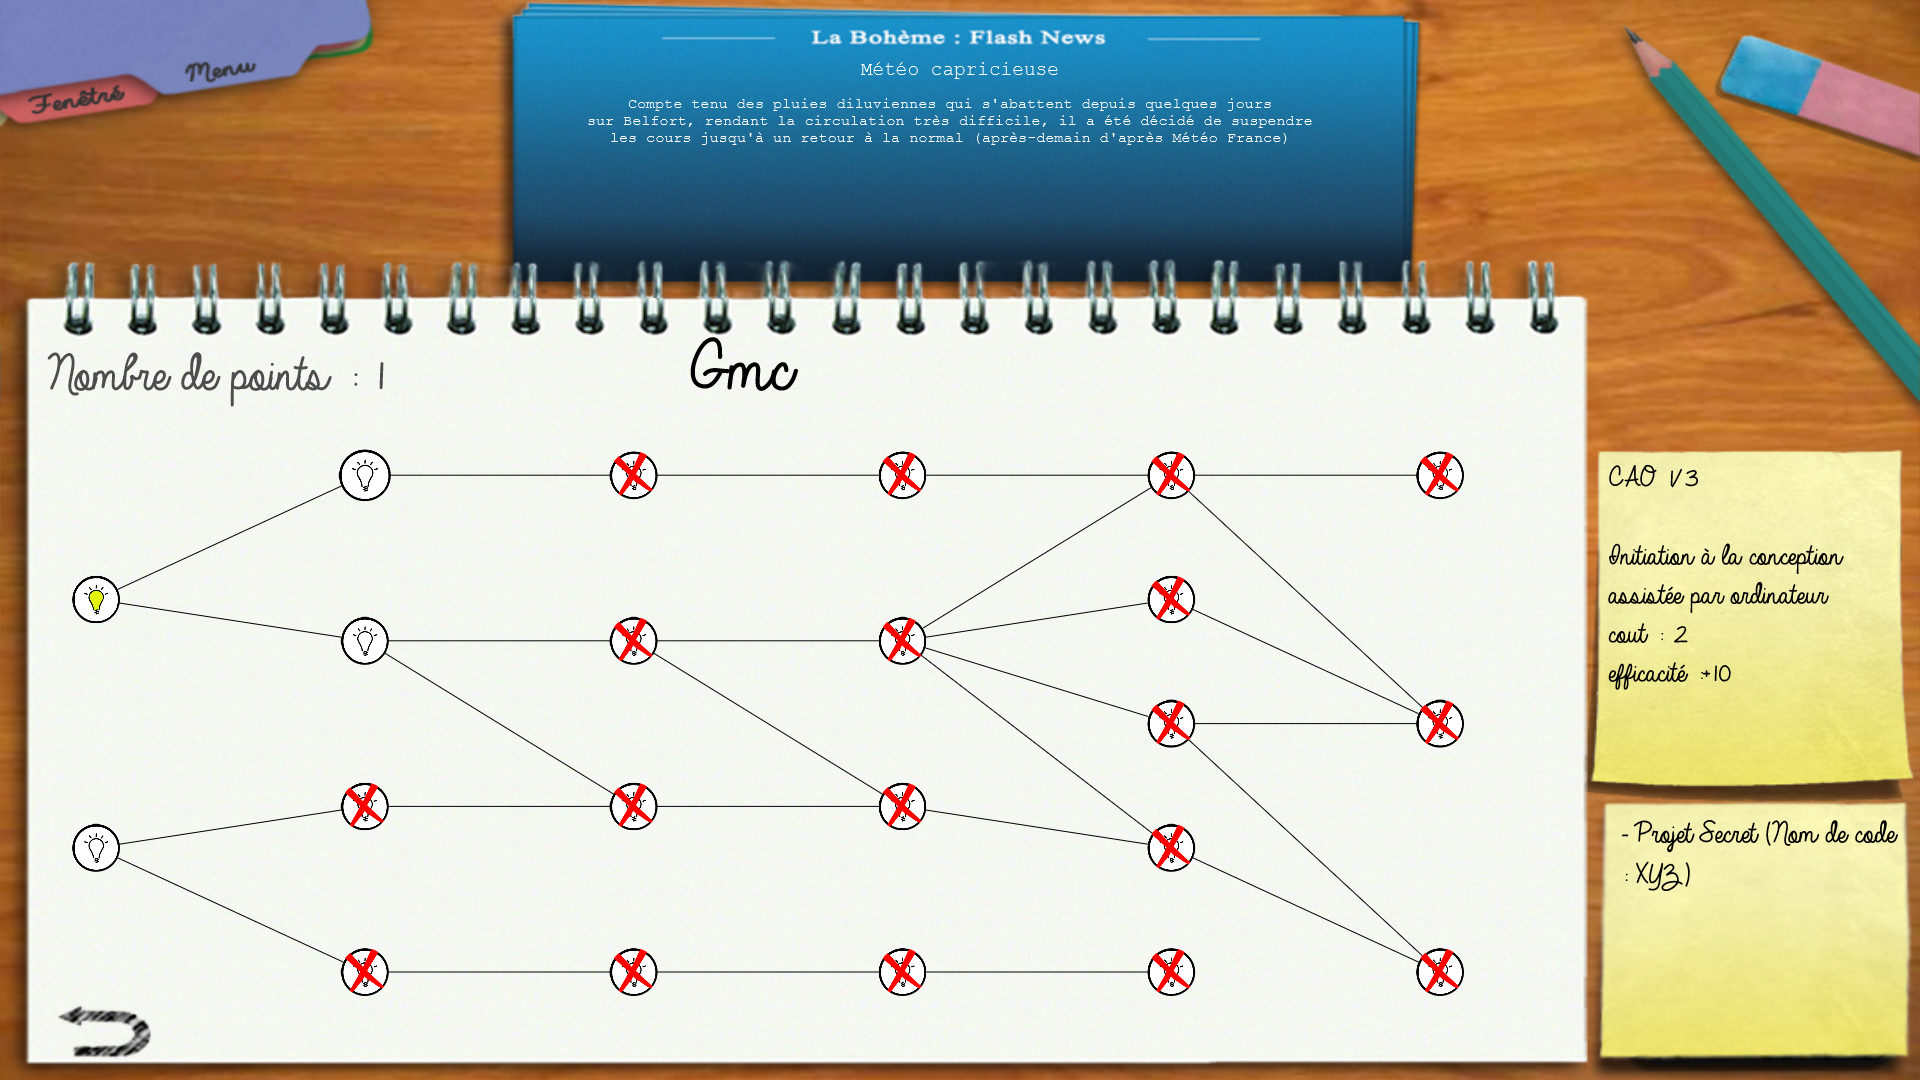 Menu
Fenêtré
La Bohème : Flash News
Météo capricieuse
Compte tenu des pluies diluviennes qui s'abattent depuis quelques jours
sur Belfort, rendant la circulation très difficile, il a été décidé de suspendre
les cours jusqu'à un retour à la normal (après-demain d'après Météo France)
Nombre de points : 1
Gmc
CAO V3
Initiation à la conception
assistée par ordinateur
cout : 2
efficacité :+10
- Projet Secret (Nom de code
: XYZ)